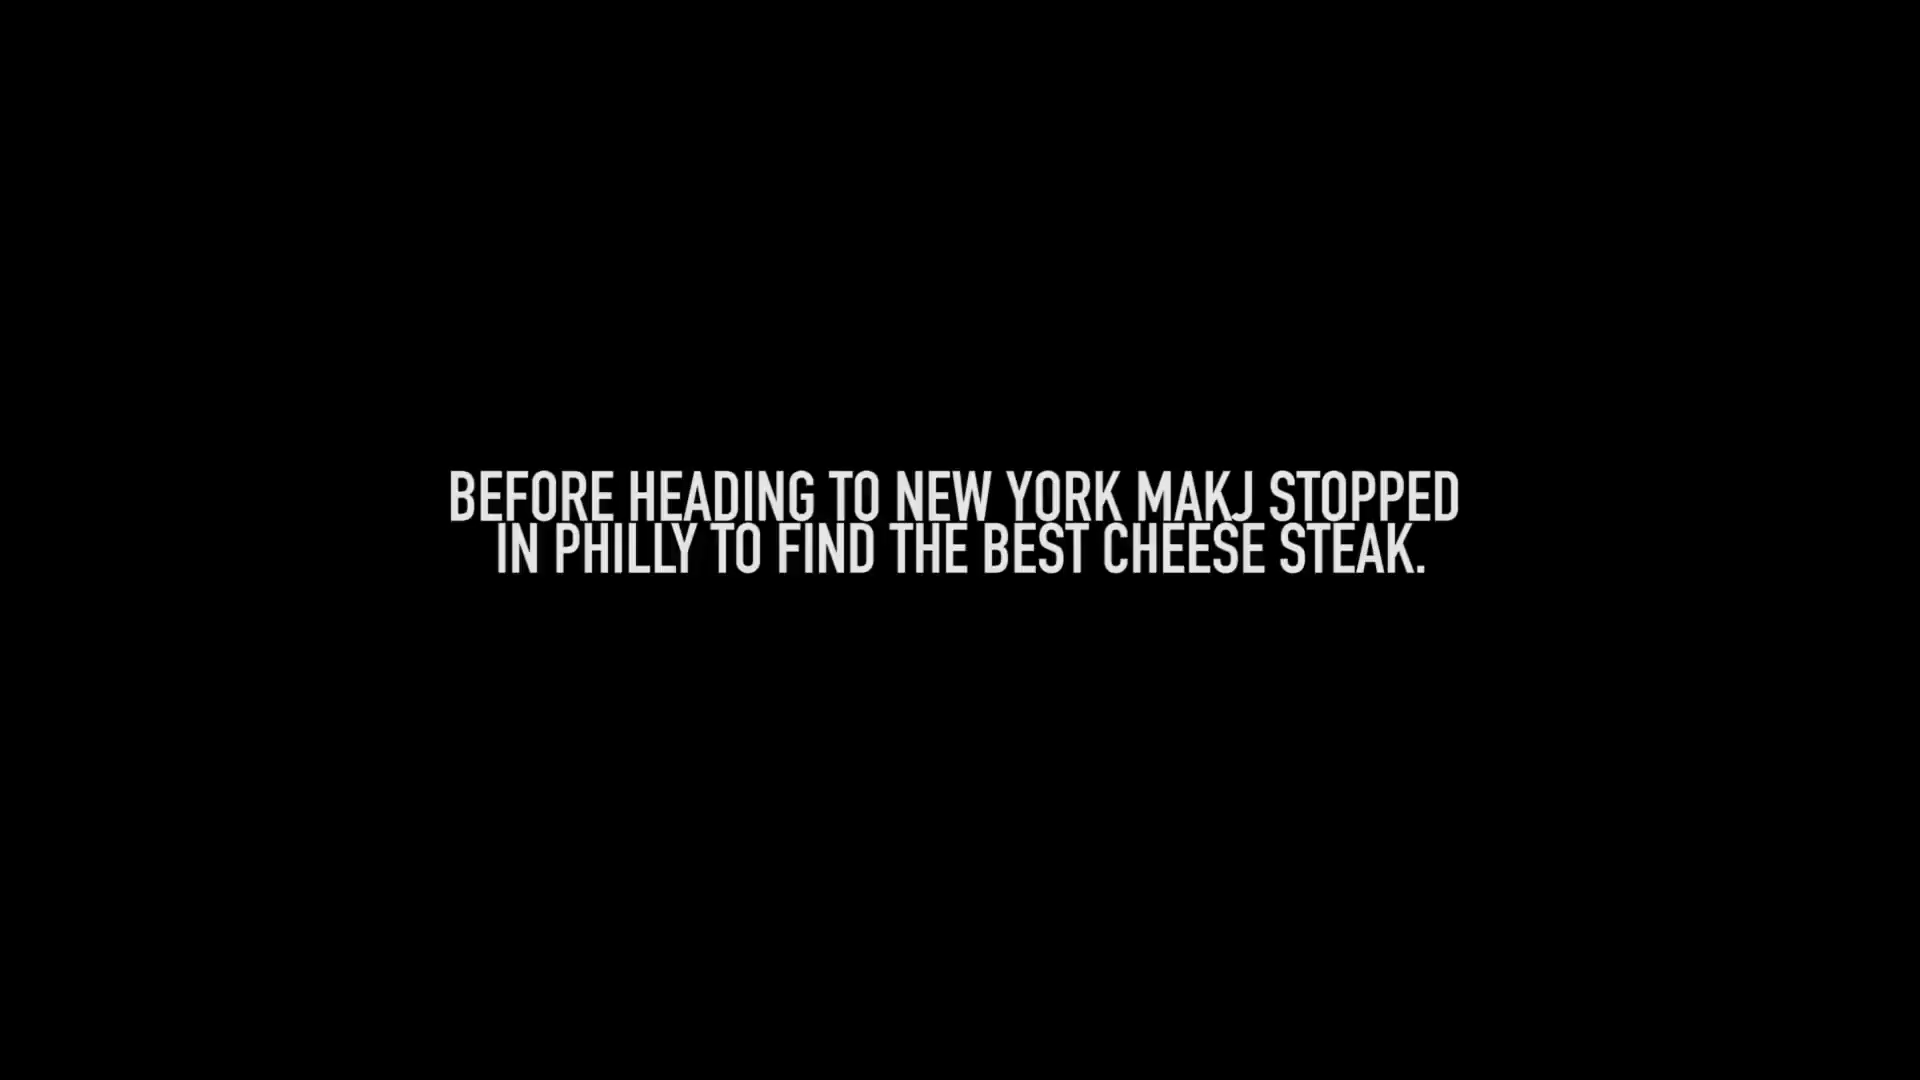 BEFORE HEADING TO NEW YORK MAKJ STOPPED
IN PHILLY TO FIND THE BEST CHEESE STEAK.